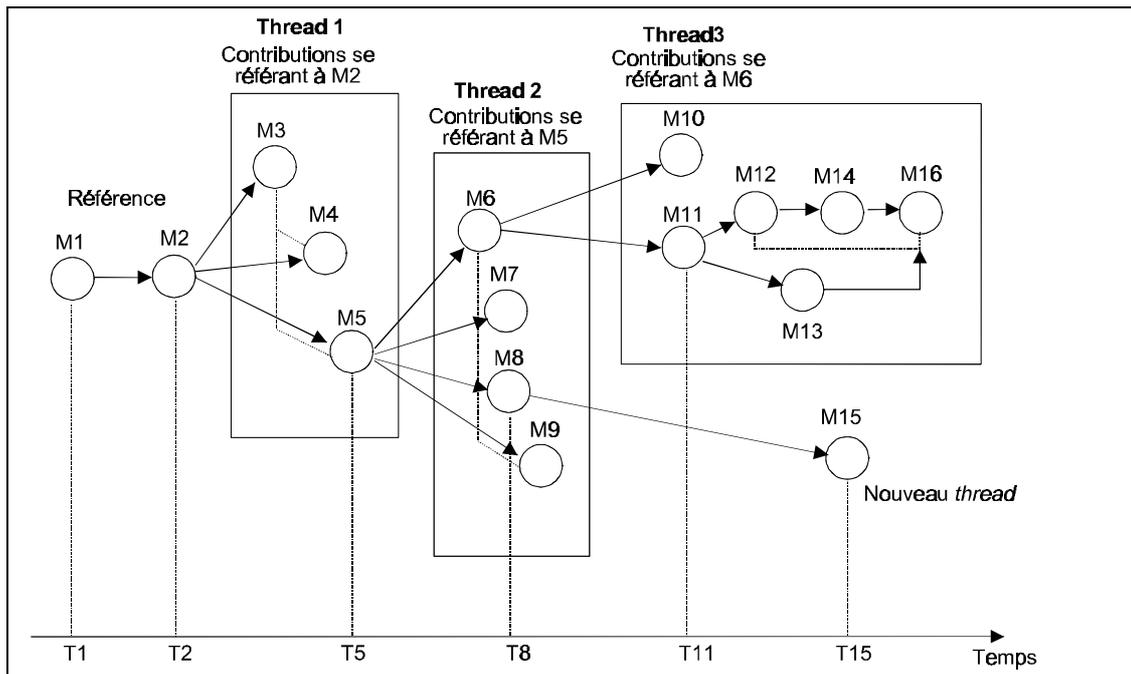 Thread 1
Contributions se
référant à M2
Thread 2
Contributions se
référant à M5
Thread3
Contributions se
référant à M6
Référence
M1
M2
M3
M4
M5
M6
M7
M8
M9
M10
M11
M12
M14
M16
M13
M15
Nouveau thread
T1
T2
T5
T8
T11
T15
Temps